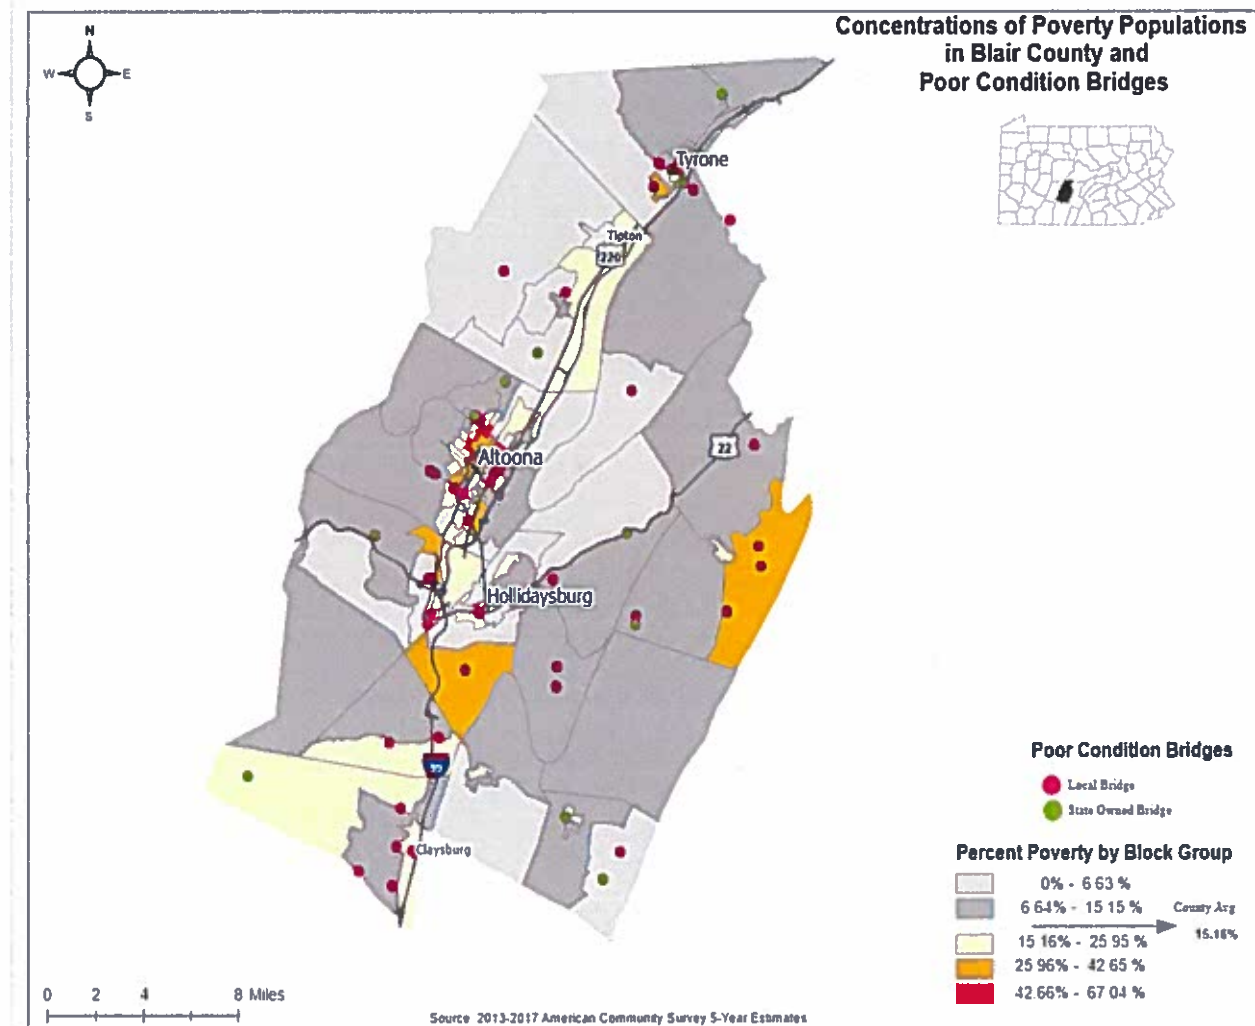 Concentrations of Poverty Populations
in Blair County and
Poor Condition Bridges
N
W E
S
Tyrone
Tipton
220
Altoona
22
Hollidaysburg
99
Claysburg
Poor Condition Bridges
Local Bridge
State Owned Bridge
Percent Poverty by Block Group
0% - 6 63 %
6 64% - 15 15 % County Avg
15.16%
15 16% - 25 95 %
25 96% - 42 65 %
42.66% - 67 04 %
0 2 4 8 Miles
Source 2013-2017 American Community Survey 5-Year Estimates